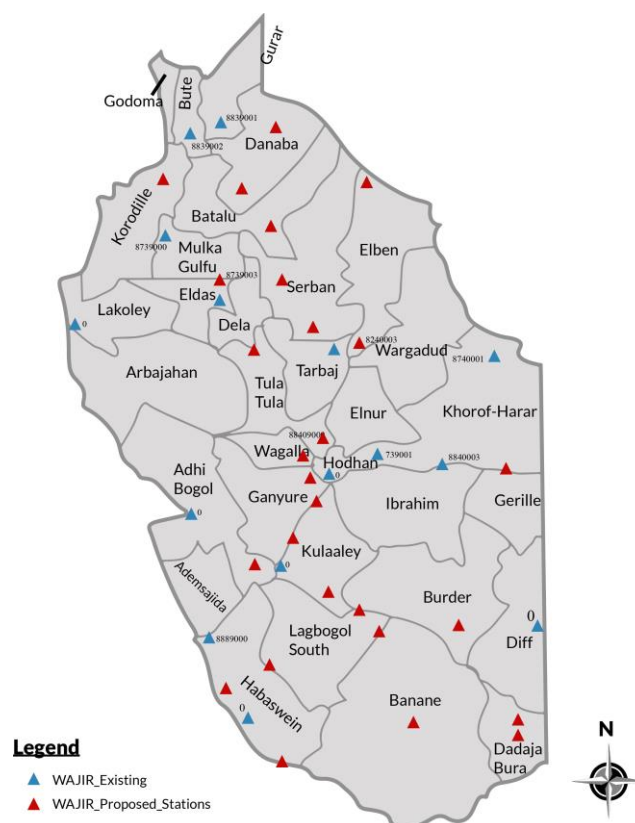 Gurar
Godoma
Bute
8839001
8839002
Danaba
Korodille
Batalu
8739000
Mulka
Gulfu
Elben
8739003
Eldas
Serban
Lakoley
0
Dela
8240003
Wargadud
8740001
Arbajahan
Tarbaj
Tula
Tula
Elnur
Khorof-Harar
Wagalle
Hodhan
0
739001
8840003
Adhi
Bogol
0
Ganyure
Ibrahim
Gerille
Kulaaley
0
Ademsajida
Burder
8889000
Lagbogol
South
0
Diff
Habaswein
0
Banane
Dadaja
Bura
N
Legend
WAJIR_Existing
WAJIR_Proposed_Stations